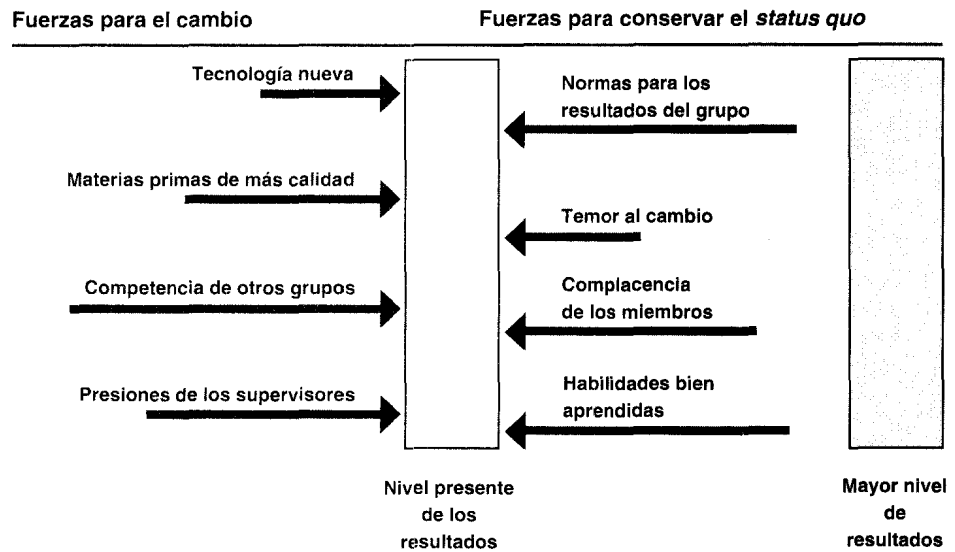 Fuerzas para el cambio
Fuerzas para conservar el status quo
Tecnología nueva
Normas para los
resultados del grupo
Materias primas de más calidad
Temor al cambio
Competencia de otros grupos
Complacencia
de los miembros
Presiones de los supervisores
Habilidades bien
aprendidas
Nivel presente
de los
resultados
Mayor nivel
de
resultados